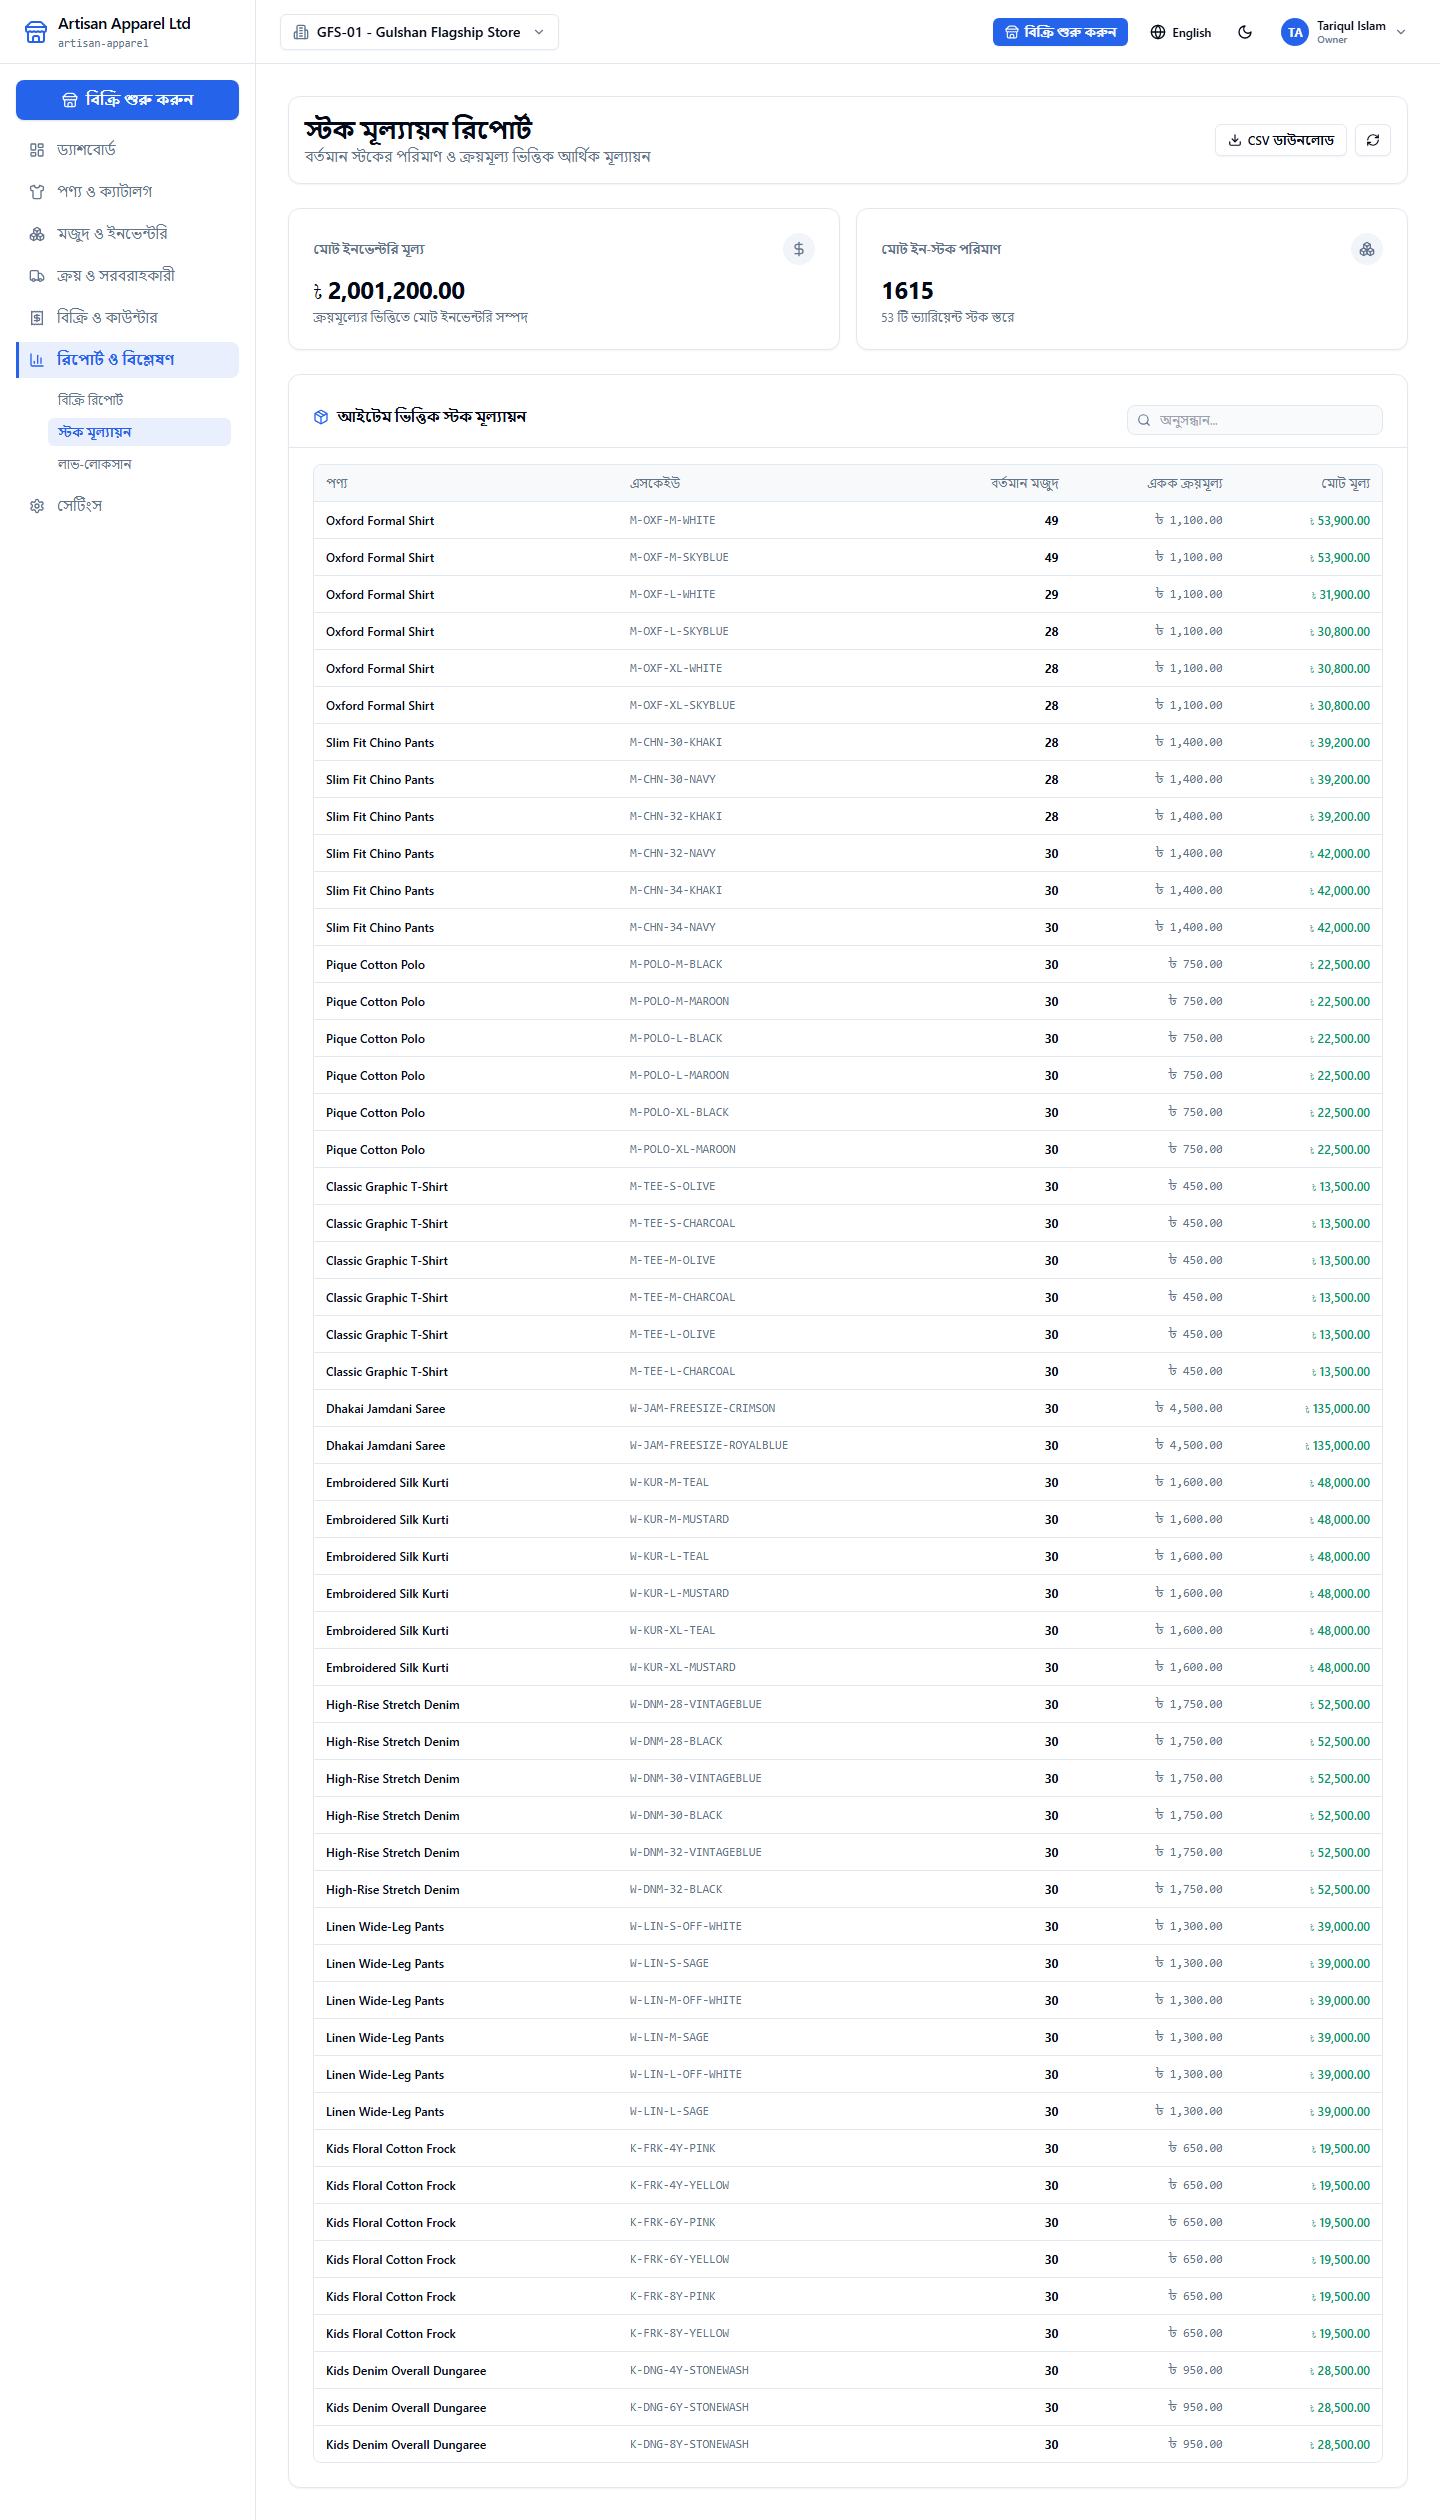 Artisan Apparel Ltd
artisan-apparel
GFS-01 - Gulshan Flagship Store
বিক্রি শুরু করুন
English
TA
Tariqul Islam
Owner
বিক্রি শুরু করুন
ড্যাশবোর্ড
পণ্য ও ক্যাটালগ
মজুদ ও ইনভেন্টরি
ক্রয় ও সরবরাহকারী
বিক্রি ও কাউন্টার
রিপোর্ট ও বিশ্লেষণ
বিক্রি রিপোর্ট
স্টক মূল্যায়ন
লাভ-লোকসান
সেটিংস
স্টক মূল্যায়ন রিপোর্ট
বর্তমান স্টকের পরিমাণ ও ক্রয়মূল্য ভিত্তিক আর্থিক মূল্যায়ন
CSV ডাউনলোড
মোট ইনভেন্টরি মূল্য
৳ 2,001,200.00
ক্রয়মূল্যের ভিত্তিতে মোট ইনভেন্টরি সম্পদ
মোট ইন-স্টক পরিমাণ
1615
53 টি ভ্যারিয়েন্ট স্টক স্তরে
আইটেম ভিত্তিক স্টক মূল্যায়ন
অনুসন্ধান...
পণ্য এসকেইউ বর্তমান মজুদ একক ক্রয়মূল্য মোট মূল্য
Oxford Formal Shirt M-OXF-M-WHITE 49 ৳ 1,100.00 ৳ 53,900.00
Oxford Formal Shirt M-OXF-M-SKYBLUE 49 ৳ 1,100.00 ৳ 53,900.00
Oxford Formal Shirt M-OXF-L-WHITE 29 ৳ 1,100.00 ৳ 31,900.00
Oxford Formal Shirt M-OXF-L-SKYBLUE 28 ৳ 1,100.00 ৳ 30,800.00
Oxford Formal Shirt M-OXF-XL-WHITE 28 ৳ 1,100.00 ৳ 30,800.00
Oxford Formal Shirt M-OXF-XL-SKYBLUE 28 ৳ 1,100.00 ৳ 30,800.00
Slim Fit Chino Pants M-CHN-30-KHAKI 28 ৳ 1,400.00 ৳ 39,200.00
Slim Fit Chino Pants M-CHN-30-NAVY 28 ৳ 1,400.00 ৳ 39,200.00
Slim Fit Chino Pants M-CHN-32-KHAKI 28 ৳ 1,400.00 ৳ 39,200.00
Slim Fit Chino Pants M-CHN-32-NAVY 30 ৳ 1,400.00 ৳ 42,000.00
Slim Fit Chino Pants M-CHN-34-KHAKI 30 ৳ 1,400.00 ৳ 42,000.00
Slim Fit Chino Pants M-CHN-34-NAVY 30 ৳ 1,400.00 ৳ 42,000.00
Pique Cotton Polo M-POLO-M-BLACK 30 ৳ 750.00 ৳ 22,500.00
Pique Cotton Polo M-POLO-M-MAROON 30 ৳ 750.00 ৳ 22,500.00
Pique Cotton Polo M-POLO-L-BLACK 30 ৳ 750.00 ৳ 22,500.00
Pique Cotton Polo M-POLO-L-MAROON 30 ৳ 750.00 ৳ 22,500.00
Pique Cotton Polo M-POLO-XL-BLACK 30 ৳ 750.00 ৳ 22,500.00
Pique Cotton Polo M-POLO-XL-MAROON 30 ৳ 750.00 ৳ 22,500.00
Classic Graphic T-Shirt M-TEE-S-OLIVE 30 ৳ 450.00 ৳ 13,500.00
Classic Graphic T-Shirt M-TEE-S-CHARCOAL 30 ৳ 450.00 ৳ 13,500.00
Classic Graphic T-Shirt M-TEE-M-OLIVE 30 ৳ 450.00 ৳ 13,500.00
Classic Graphic T-Shirt M-TEE-M-CHARCOAL 30 ৳ 450.00 ৳ 13,500.00
Classic Graphic T-Shirt M-TEE-L-OLIVE 30 ৳ 450.00 ৳ 13,500.00
Classic Graphic T-Shirt M-TEE-L-CHARCOAL 30 ৳ 450.00 ৳ 13,500.00
Dhakai Jamdani Saree W-JAM-FREESIZE-CRIMSON 30 ৳ 4,500.00 ৳ 135,000.00
Dhakai Jamdani Saree W-JAM-FREESIZE-ROYALBLUE 30 ৳ 4,500.00 ৳ 135,000.00
Embroidered Silk Kurti W-KUR-M-TEAL 30 ৳ 1,600.00 ৳ 48,000.00
Embroidered Silk Kurti W-KUR-M-MUSTARD 30 ৳ 1,600.00 ৳ 48,000.00
Embroidered Silk Kurti W-KUR-L-TEAL 30 ৳ 1,600.00 ৳ 48,000.00
Embroidered Silk Kurti W-KUR-L-MUSTARD 30 ৳ 1,600.00 ৳ 48,000.00
Embroidered Silk Kurti W-KUR-XL-TEAL 30 ৳ 1,600.00 ৳ 48,000.00
Embroidered Silk Kurti W-KUR-XL-MUSTARD 30 ৳ 1,600.00 ৳ 48,000.00
High-Rise Stretch Denim W-DNM-28-VINTAGEBLUE 30 ৳ 1,750.00 ৳ 52,500.00
High-Rise Stretch Denim W-DNM-28-BLACK 30 ৳ 1,750.00 ৳ 52,500.00
High-Rise Stretch Denim W-DNM-30-VINTAGEBLUE 30 ৳ 1,750.00 ৳ 52,500.00
High-Rise Stretch Denim W-DNM-30-BLACK 30 ৳ 1,750.00 ৳ 52,500.00
High-Rise Stretch Denim W-DNM-32-VINTAGEBLUE 30 ৳ 1,750.00 ৳ 52,500.00
High-Rise Stretch Denim W-DNM-32-BLACK 30 ৳ 1,750.00 ৳ 52,500.00
Linen Wide-Leg Pants W-LIN-S-OFF-WHITE 30 ৳ 1,300.00 ৳ 39,000.00
Linen Wide-Leg Pants W-LIN-S-SAGE 30 ৳ 1,300.00 ৳ 39,000.00
Linen Wide-Leg Pants W-LIN-M-OFF-WHITE 30 ৳ 1,300.00 ৳ 39,000.00
Linen Wide-Leg Pants W-LIN-M-SAGE 30 ৳ 1,300.00 ৳ 39,000.00
Linen Wide-Leg Pants W-LIN-L-OFF-WHITE 30 ৳ 1,300.00 ৳ 39,000.00
Linen Wide-Leg Pants W-LIN-L-SAGE 30 ৳ 1,300.00 ৳ 39,000.00
Kids Floral Cotton Frock K-FRK-4Y-PINK 30 ৳ 650.00 ৳ 19,500.00
Kids Floral Cotton Frock K-FRK-4Y-YELLOW 30 ৳ 650.00 ৳ 19,500.00
Kids Floral Cotton Frock K-FRK-6Y-PINK 30 ৳ 650.00 ৳ 19,500.00
Kids Floral Cotton Frock K-FRK-6Y-YELLOW 30 ৳ 650.00 ৳ 19,500.00
Kids Floral Cotton Frock K-FRK-8Y-PINK 30 ৳ 650.00 ৳ 19,500.00
Kids Floral Cotton Frock K-FRK-8Y-YELLOW 30 ৳ 650.00 ৳ 19,500.00
Kids Denim Overall Dungaree K-DNG-4Y-STONEWASH 30 ৳ 950.00 ৳ 28,500.00
Kids Denim Overall Dungaree K-DNG-6Y-STONEWASH 30 ৳ 950.00 ৳ 28,500.00
Kids Denim Overall Dungaree K-DNG-8Y-STONEWASH 30 ৳ 950.00 ৳ 28,500.00